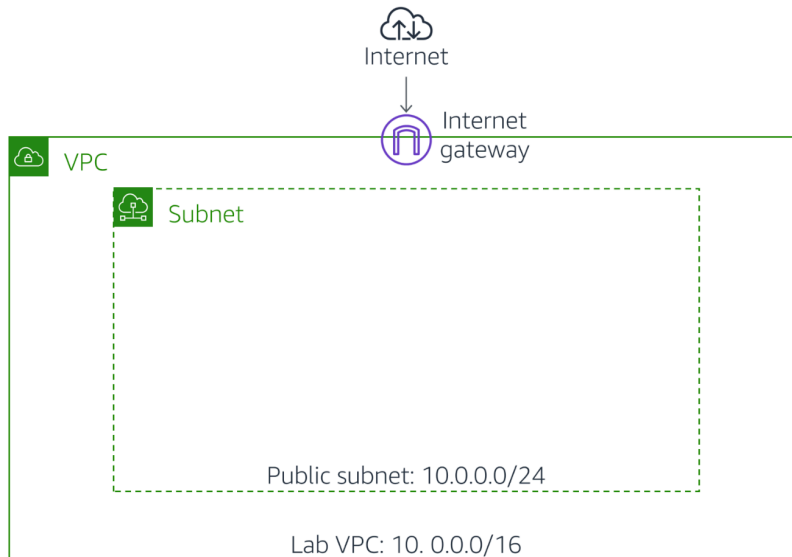 Internet
Internet
gateway
VPC
Subnet
Public subnet: 10.0.0.0/24
Lab VPC: 10. 0.0.0/16